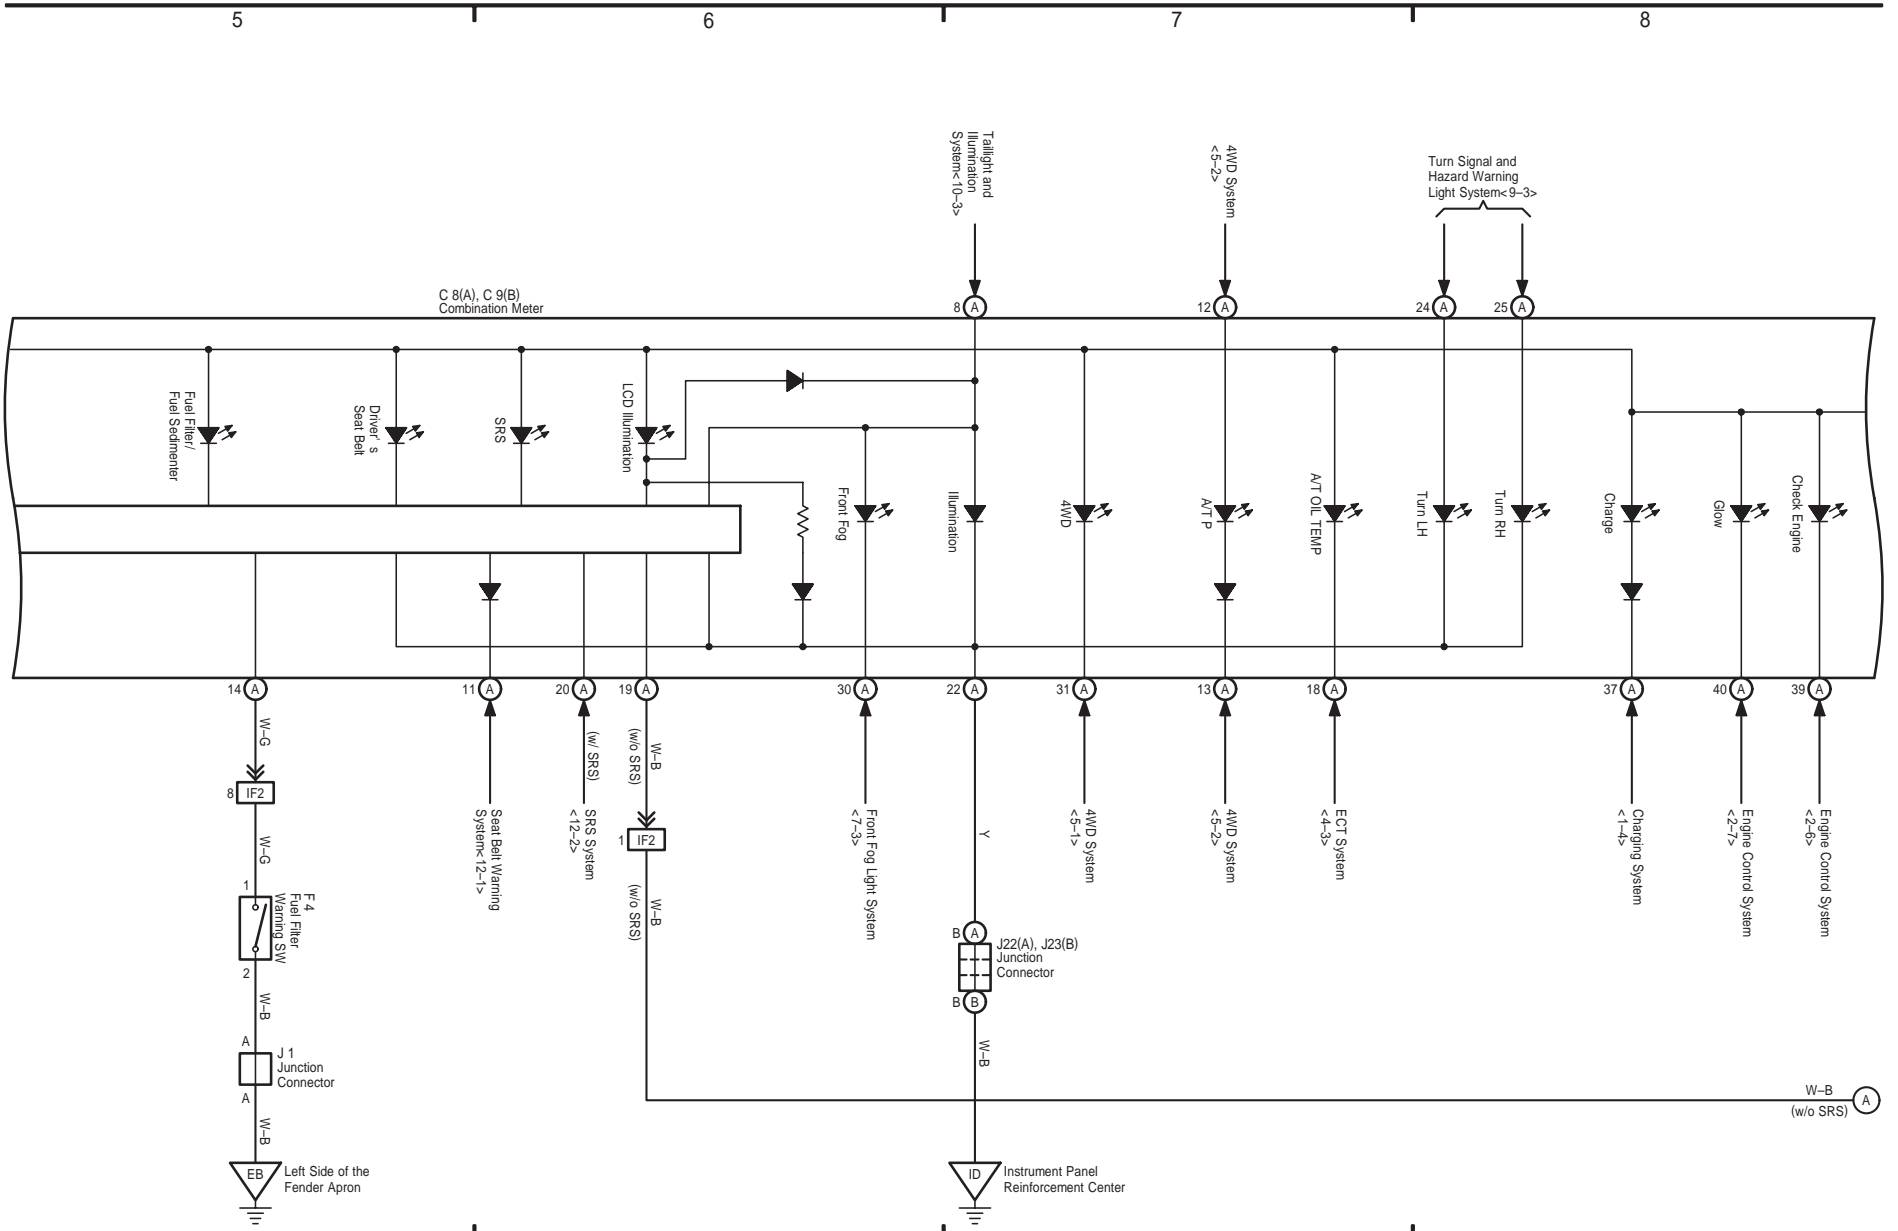 5
6
7
8
Taillight and
Illumination
System<10–3>
4WD System
<5–2>
Turn Signal and
Hazard Warning
Light System<9–3>
C 8(A), C 9(B)
Combination Meter
8 A
12 A
24 A
25 A
Fuel Filter/
Fuel Sedimenter
Driver' s
Seat Belt
SRS
LCD Illumination
Front Fog
Illumination
4WD
A/T P
A/T OIL TEMP
Turn LH
Turn RH
Charge
Glow
Check Engine
14 A
11 A
20 A
19 A
30 A
22 A
31 A
13 A
18 A
37 A
40 A
39 A
W–G
(w/ SRS)
(w/o SRS)
W–B
8 IF2
1 IF2
Seat Belt Warning
System<12–1>
SRS System
<12–2>
Front Fog Light System
<7–3>
4WD System
<5–1>
4WD System
<5–2>
ECT System
<4–3>
Charging System
<1–4>
Engine Control System
<2–7>
Engine Control System
<2–6>
W–G
Y
1
F 4
Fuel Filter
Warning SW
2
(w/o SRS)
W–B
B A
J22(A), J23(B)
Junction
Connector
B B
W–B
A
J 1
Junction
Connector
A
W–B
W–B
W–B
(w/o SRS)
A
EB
Left Side of the
Fender Apron
ID
Instrument Panel
Reinforcement Center